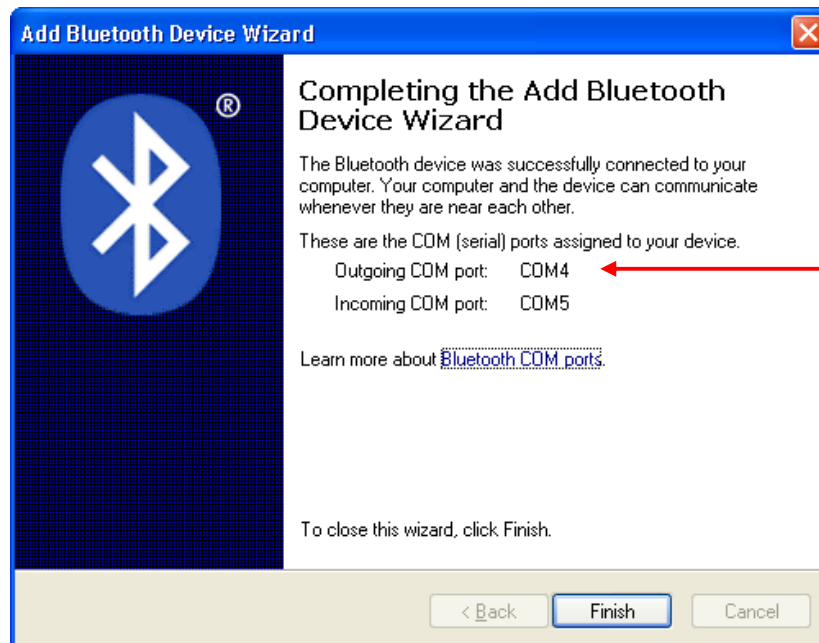 Add Bluetooth Device Wizard
®
Completing the Add Bluetooth
Device Wizard
The Bluetooth device was successfully connected to your
computer. Your computer and the device can communicate
whenever they are near each other.
These are the COM (serial) ports assigned to your device.
Outgoing COM port: COM4
Incoming COM port: COM5
Learn more about Bluetooth COM ports.
To close this wizard, click Finish.
< Back Finish Cancel